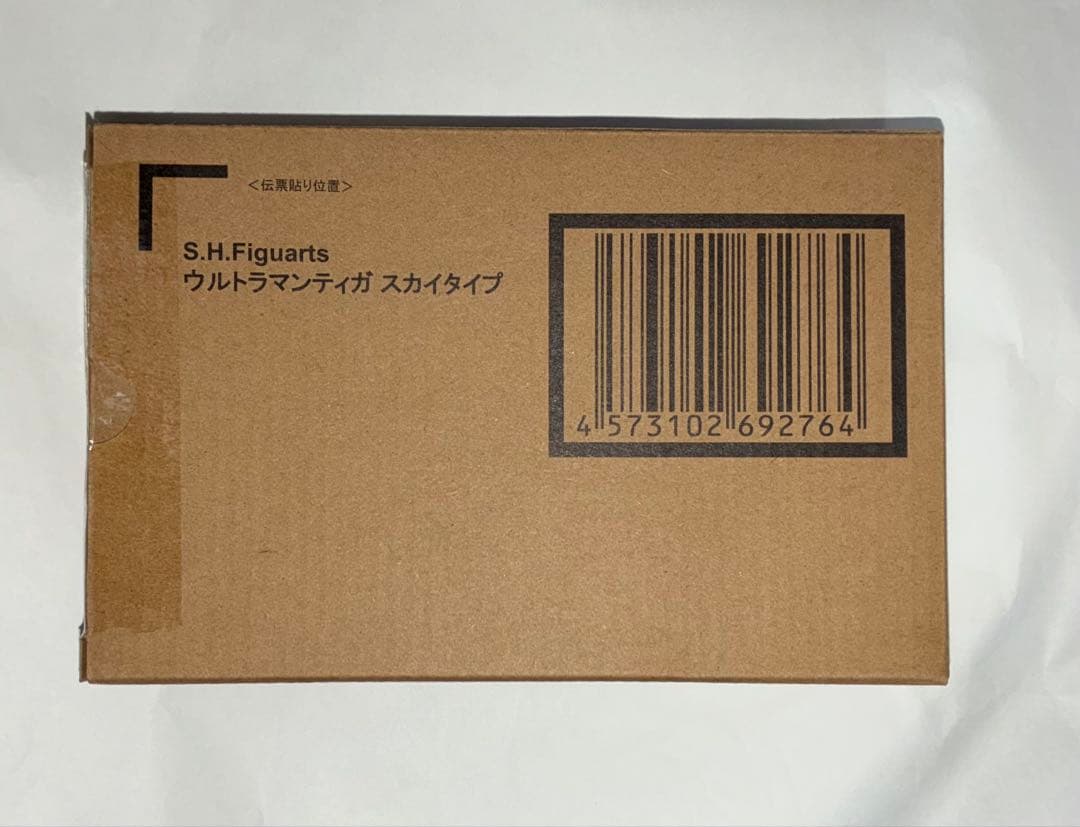 ＜伝票貼り位置＞
S.H.Figuarts
ウルトラマンティガ スカイタイプ
4 573102 692764